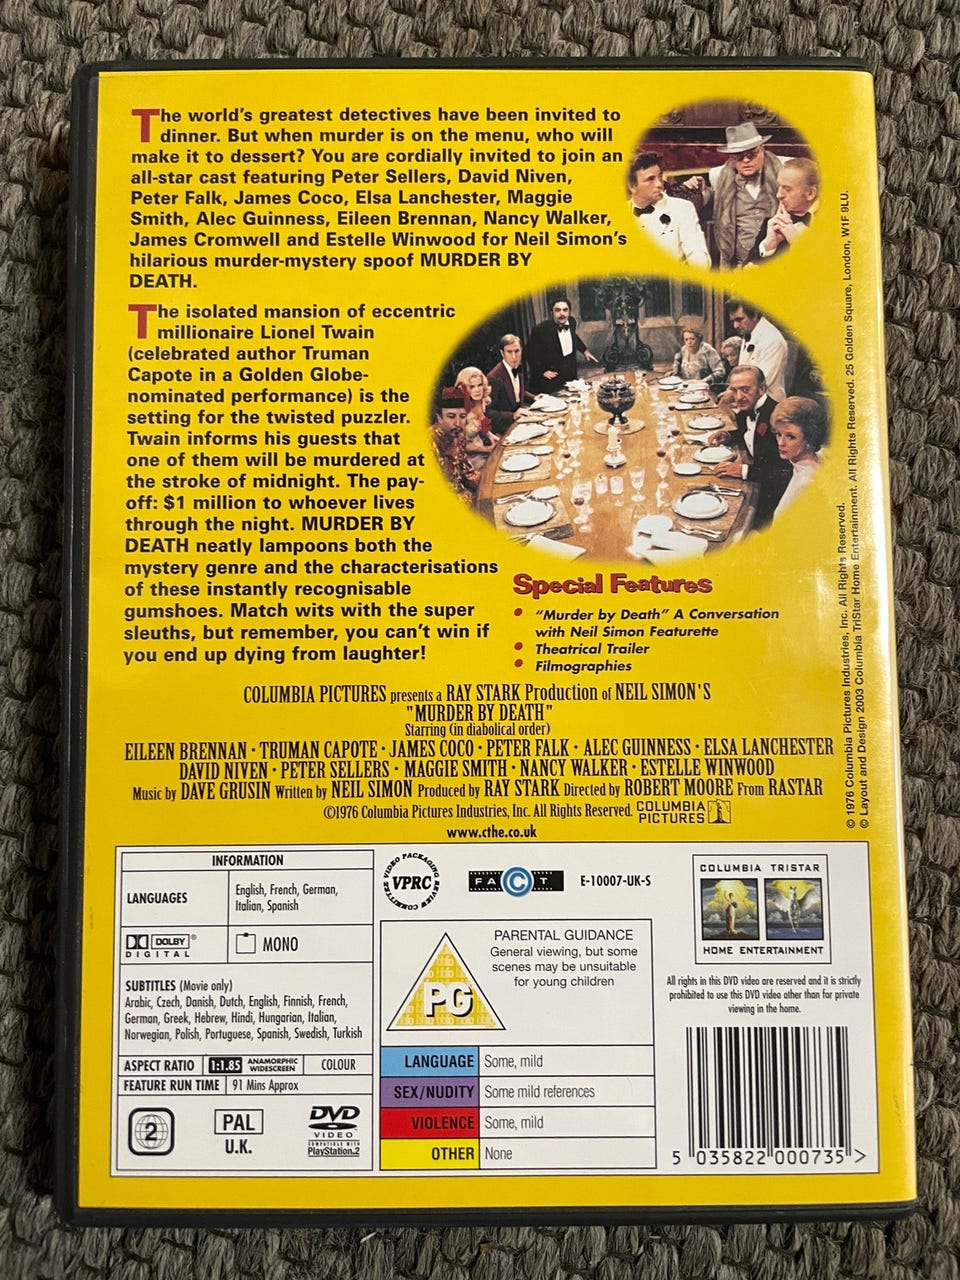 The world's greatest detectives have been invited to
dinner. But when murder is on the menu, who will
make it to dessert? You are cordially invited to join an
all-star cast featuring Peter Sellers, David Niven,
Peter Falk, James Coco, Elsa Lanchester, Maggie
Smith, Alec Guinness, Eileen Brennan, Nancy Walker,
James Cromwell and Estelle Winwood for Neil Simon's
hilarious murder-mystery spoof MURDER BY
DEATH.
The isolated mansion of eccentric
millionaire Lionel Twain
(celebrated author Truman
Capote in a Golden Globe-
nominated performance) is the
setting for the twisted puzzler.
Twain informs his guests that
one of them will be murdered at
the stroke of midnight. The pay-
off: $1 million to whoever lives
through the night. MURDER BY
DEATH neatly lampoons both the
mystery genre and the characterisations
of these instantly recognisable
gumshoes. Match wits with the super
sleuths, but remember, you can't win if
you end up dying from laughter!
Special Features
• "Murder by Death" A Conversation
with Neil Simon Featurette
• Theatrical Trailer
• Filmographies
COLUMBIA PICTURES presents a RAY STARK Production of NEIL SIMON'S
"MURDER BY DEATH"
Starring (in diabolical order)
EILEEN BRENNAN · TRUMAN CAPOTE · JAMES COCO · PETER FALK · ALEC GUINNESS · ELSA LANCHESTER
DAVID NIVEN · PETER SELLERS · MAGGIE SMITH · NANCY WALKER · ESTELLE WINWOOD
Music by DAVE GRUSIN Written by NEIL SIMON Produced by RAY STARK Directed by ROBERT MOORE From RASTAR
©1976 Columbia Pictures Industries, Inc. All Rights Reserved. COLUMBIA PICTURES
www.cthe.co.uk
© 1976 Columbia Pictures Industries, Inc. All Rights Reserved.
© Layout and Design 2003 Columbia TriStar Home Entertainment. All Rights Reserved. 25 Golden Square, London, W1F 9LU.
INFORMATION
LANGUAGES
English, French, German,
Italian, Spanish
DOLBY DIGITAL
MONO
SUBTITLES (Movie only)
Arabic, Czech, Danish, Dutch, English, Finnish, French,
German, Greek, Hebrew, Hindi, Hungarian, Italian,
Norwegian, Polish, Portuguese, Spanish, Swedish, Turkish
ASPECT RATIO 1:1.85 ANAMORPHIC WIDESCREEN COLOUR
FEATURE RUN TIME 91 Mins Approx
2
PAL
U.K.
DVD
VIDEO
COMPATIBLE WITH
PlayStation.2
VIDEO PACKAGING REVIEW COMMITTEE
VPRC
FACT.
E-10007-UK-S
PG
PARENTAL GUIDANCE
General viewing, but some
scenes may be unsuitable
for young children
LANGUAGE Some, mild
SEX/NUDITY Some mild references
VIOLENCE Some, mild
OTHER None
COLUMBIA TRISTAR
HOME ENTERTAINMENT
All rights in this DVD video are reserved and it is strictly
prohibited to use this DVD video other than for private
viewing in the home.
5 035822 000735 >